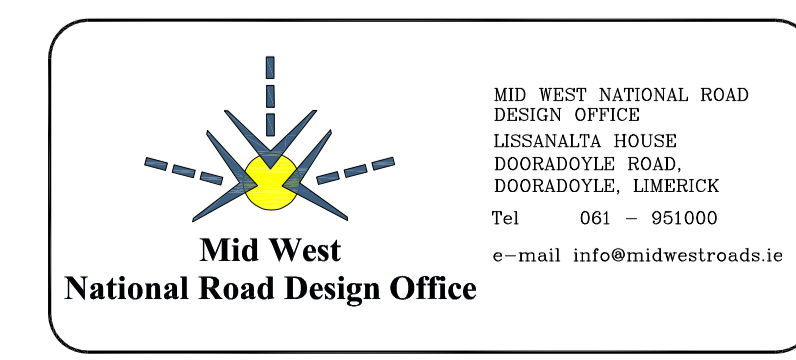 Mid West
National Road Design Office
MID WEST NATIONAL ROAD
DESIGN OFFICE
LISSANALTA HOUSE
DOORADOYLE ROAD,
DOORADOYLE, LIMERICK
Tel 061 - 951000
e-mail info@midwestroads.ie